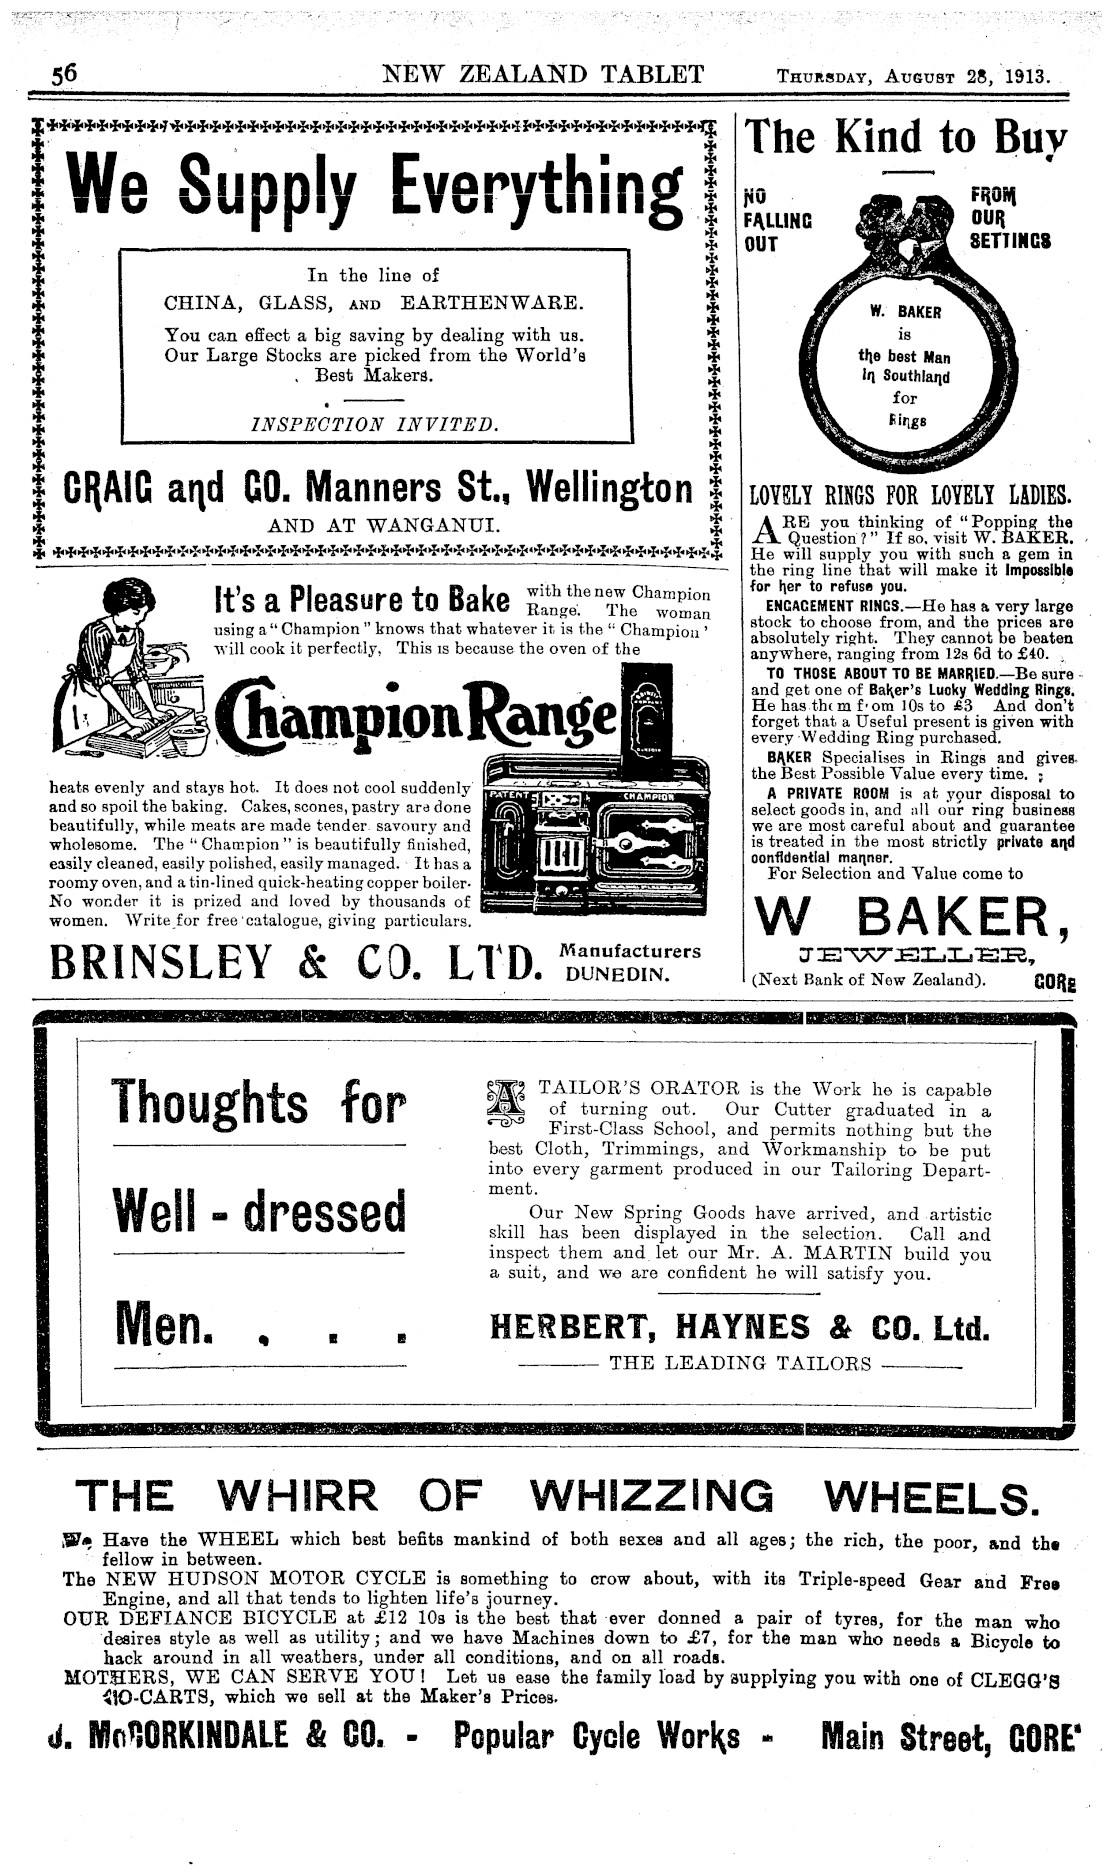 56 NEW ZEALAND TABLET THURSDAY, AUGUST 28, 1913.
We Supply Everything
In the line of
CHINA, GLASS, AND EARTHENWARE.
You can effect a big saving by dealing with us.
Our Large Stocks are picked from the World's
Best Makers.
INSPECTION INVITED.
CRAIG and CO. Manners St., Wellington
AND AT WANGANUI.
It's a Pleasure to Bake with the new Champion
Range. The woman
using a "Champion" knows that whatever it is the "Champion'
will cook it perfectly, This is because the oven of the
Champion Range
PATENT CHAMPION
heats evenly and stays hot. It does not cool suddenly
and so spoil the baking. Cakes, scones, pastry are done
beautifully, while meats are made tender savoury and
wholesome. The "Champion" is beautifully finished,
easily cleaned, easily polished, easily managed. It has a
roomy oven, and a tin-lined quick-heating copper boiler.
No wonder it is prized and loved by thousands of
women. Write for free catalogue, giving particulars.
BRINSLEY & CO. LTD. Manufacturers
DUNEDIN.
The Kind to Buy
NO
FALLING
OUT
FROM
OUR
SETTINGS
W. BAKER
is
the best Man
in Southland
for
Rings
LOVELY RINGS FOR LOVELY LADIES.
ARE you thinking of "Popping the
Question?" If so, visit W. BAKER.
He will supply you with such a gem in
the ring line that will make it Impossible
for her to refuse you.
ENGAGEMENT RINGS.—He has a very large
stock to choose from, and the prices are
absolutely right. They cannot be beaten
anywhere, ranging from 12s 6d to £40.
TO THOSE ABOUT TO BE MARRIED.—Be sure
and get one of Baker's Lucky Wedding Rings.
He has them from 10s to £3 And don't
forget that a Useful present is given with
every Wedding Ring purchased.
BAKER Specialises in Rings and gives
the Best Possible Value every time.
A PRIVATE ROOM is at your disposal to
select goods in, and all our ring business
we are most careful about and guarantee
is treated in the most strictly private and
confidential manner.
For Selection and Value come to
W BAKER,
JEWELLER,
(Next Bank of New Zealand). GORE
Thoughts for
Well - dressed
Men. . . .
A TAILOR'S ORATOR is the Work he is capable
of turning out. Our Cutter graduated in a
First-Class School, and permits nothing but the
best Cloth, Trimmings, and Workmanship to be put
into every garment produced in our Tailoring Depart-
ment.
Our New Spring Goods have arrived, and artistic
skill has been displayed in the selection. Call and
inspect them and let our Mr. A. MARTIN build you
a suit, and we are confident he will satisfy you.
HERBERT, HAYNES & CO. Ltd.
THE LEADING TAILORS
THE WHIRR OF WHIZZING WHEELS.
We Have the WHEEL which best befits mankind of both sexes and all ages; the rich, the poor, and the
fellow in between.
The NEW HUDSON MOTOR CYCLE is something to crow about, with its Triple-speed Gear and Free
Engine, and all that tends to lighten life's journey.
OUR DEFIANCE BICYCLE at £12 10s is the best that ever donned a pair of tyres, for the man who
desires style as well as utility; and we have Machines down to £7, for the man who needs a Bicycle to
hack around in all weathers, under all conditions, and on all roads.
MOTHERS, WE CAN SERVE YOU! Let us ease the family load by supplying you with one of CLEGG'S
GO-CARTS, which we sell at the Maker's Prices.
J. McCORKINDALE & CO. - Popular Cycle Works - Main Street, GORE